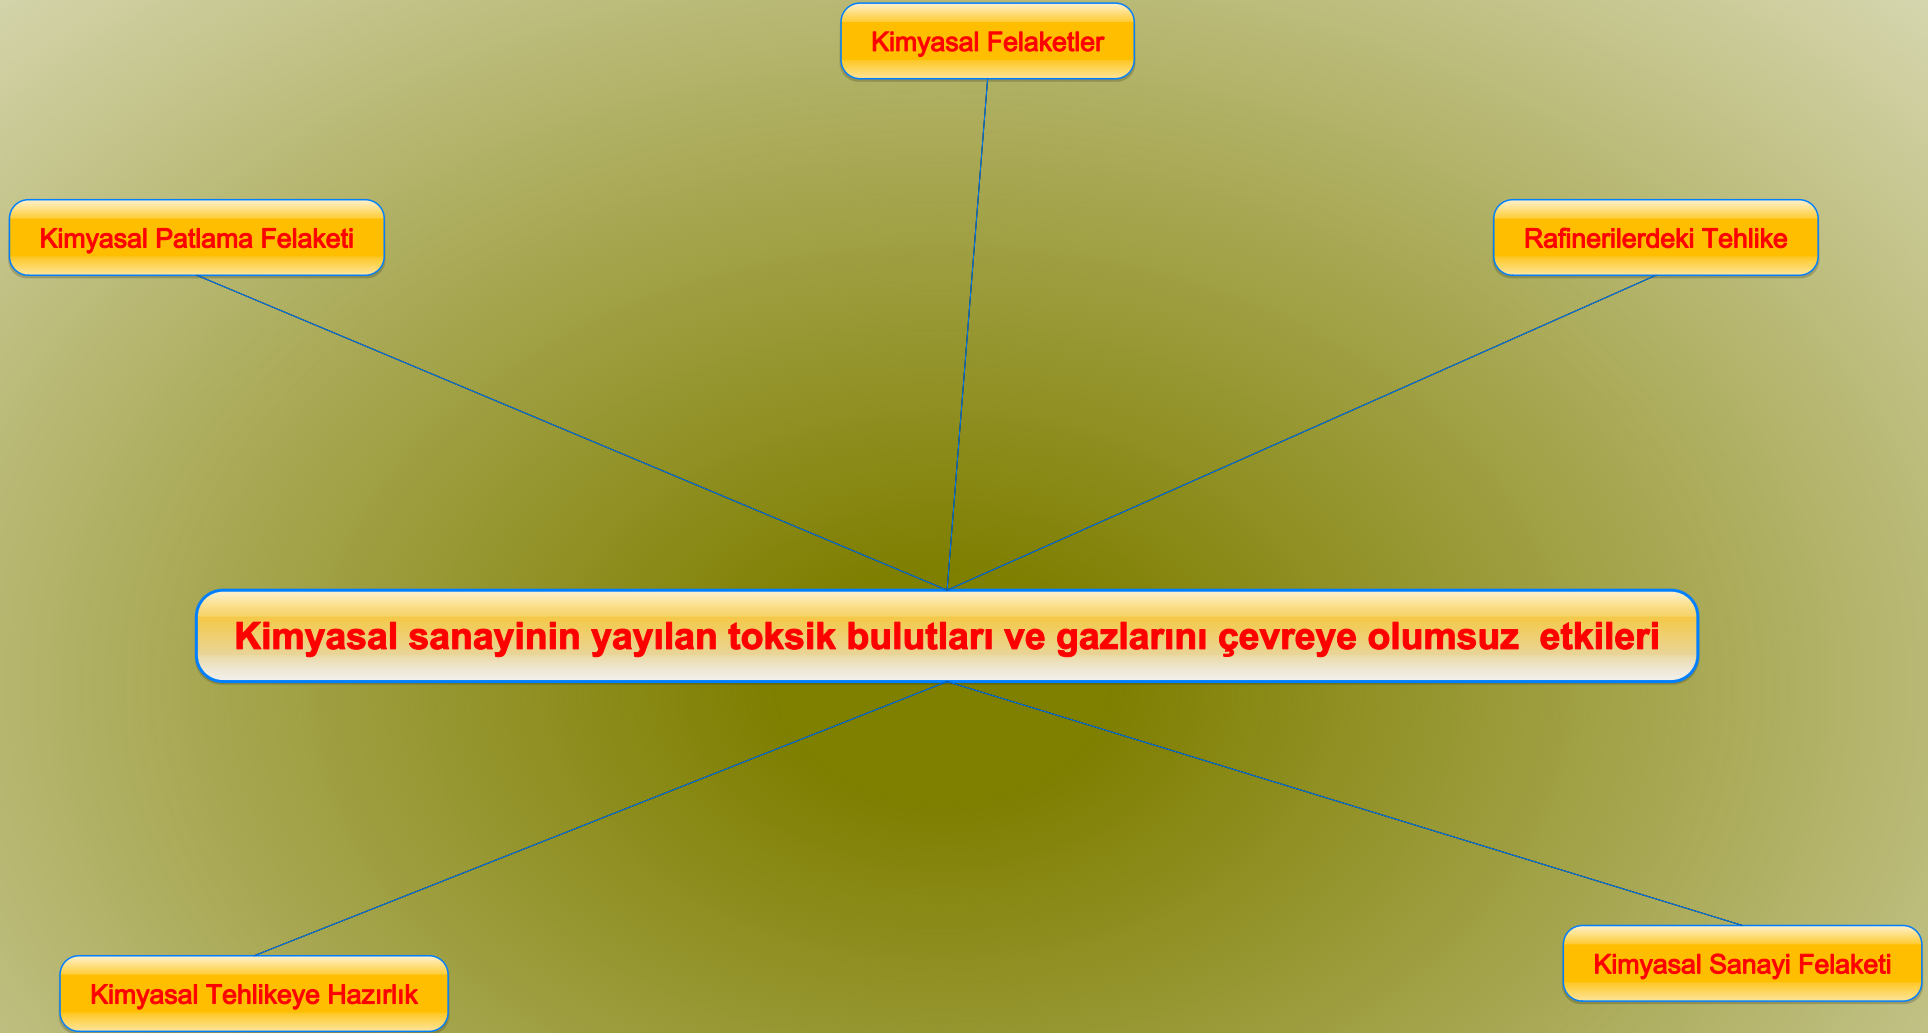 Kimyasal Felaketler
Kimyasal Patlama Felaketi
Rafinerilerdeki Tehlike
Kimyasal sanayinin yayılan toksik bulutları ve gazlarını çevreye olumsuz  etkileri
Kimyasal Sanayi Felaketi
Kimyasal Tehlikeye Hazırlık